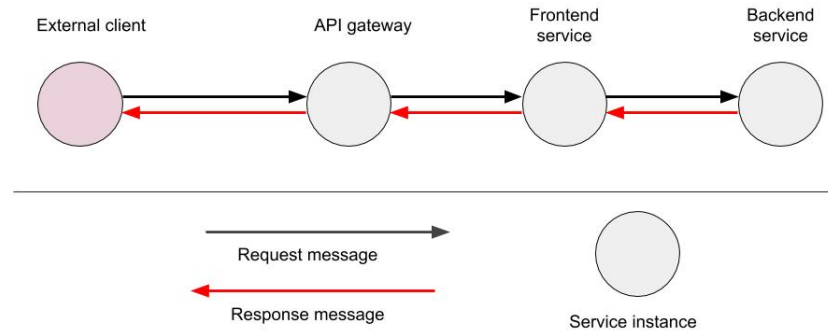 External client
API gateway
Frontend
service
Backend
service
Request message
Response message
Service instance